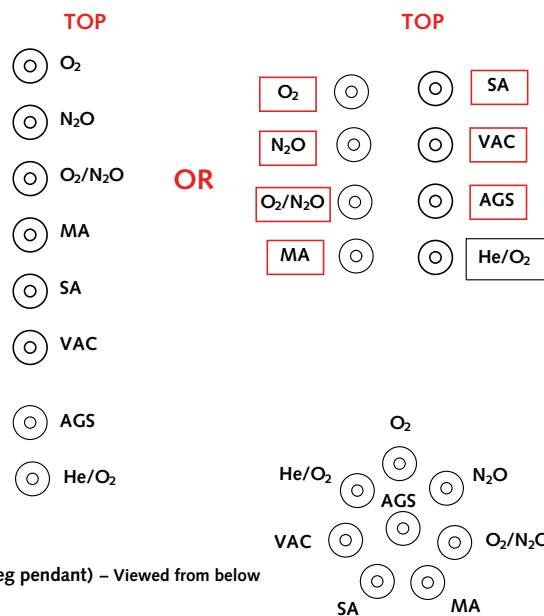 TOP
O₂
N₂O
O₂/N₂O
MA
SA
VAC
AGS
He/O₂
OR
TOP
O₂
SA
N₂O
VAC
O₂/N₂O
AGS
MA
He/O₂
O₂
He/O₂
N₂O
AGS
VAC
O₂/N₂O
SA
MA
eg pendant) – Viewed from below